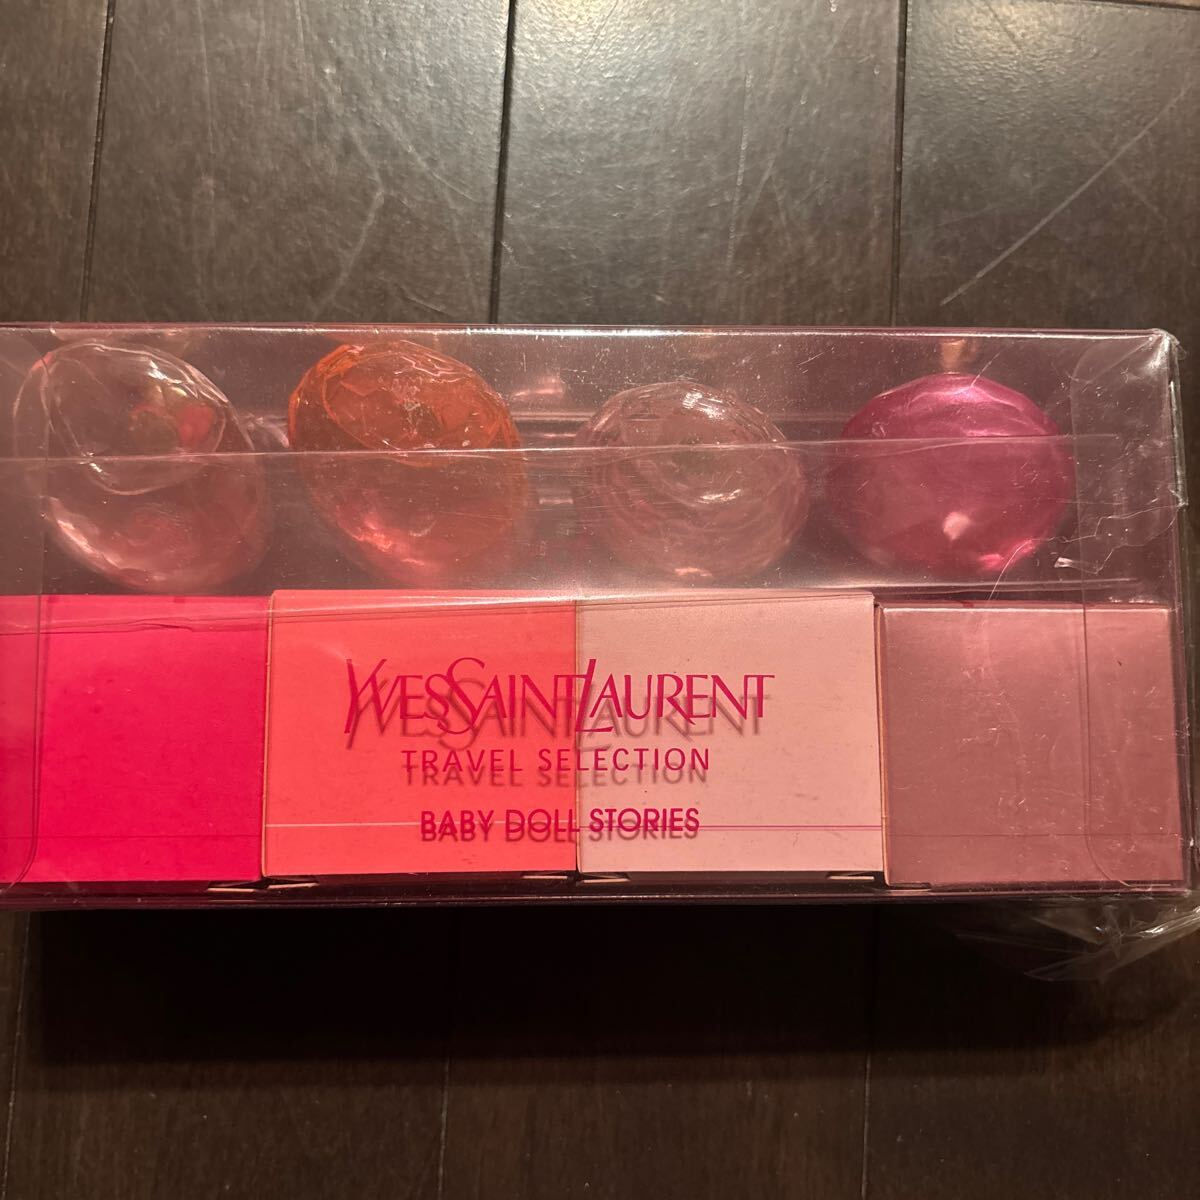 YVESSAINTLAURENT
TRAVEL SELECTION
BABY DOLL STORIES